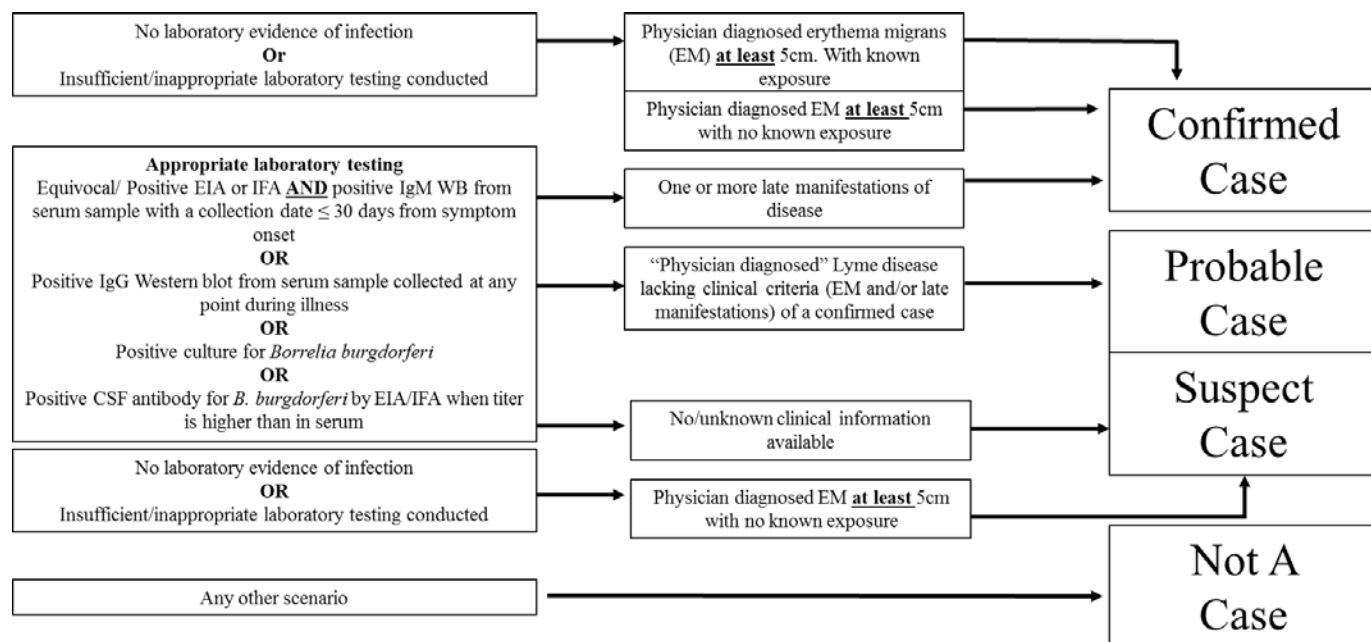 No laboratory evidence of infection
Or
Insufficient/inappropriate laboratory testing conducted
Physician diagnosed erythema migrans
(EM) at least 5cm. With known
exposure
Physician diagnosed EM at least 5cm
with no known exposure
Confirmed
Case
Appropriate laboratory testing
Equivocal/ Positive EIA or IFA AND positive IgM WB from
serum sample with a collection date ≤ 30 days from symptom
onset
OR
Positive IgG Western blot from serum sample collected at any
point during illness
OR
Positive culture for Borrelia burgdorferi
OR
Positive CSF antibody for B. burgdorferi by EIA/IFA when titer
is higher than in serum
One or more late manifestations of
disease
“Physician diagnosed” Lyme disease
lacking clinical criteria (EM and/or late
manifestations) of a confirmed case
Probable
Case
No/unknown clinical information
available
Suspect
Case
No laboratory evidence of infection
OR
Insufficient/inappropriate laboratory testing conducted
Physician diagnosed EM at least 5cm
with no known exposure
Any other scenario
Not A
Case